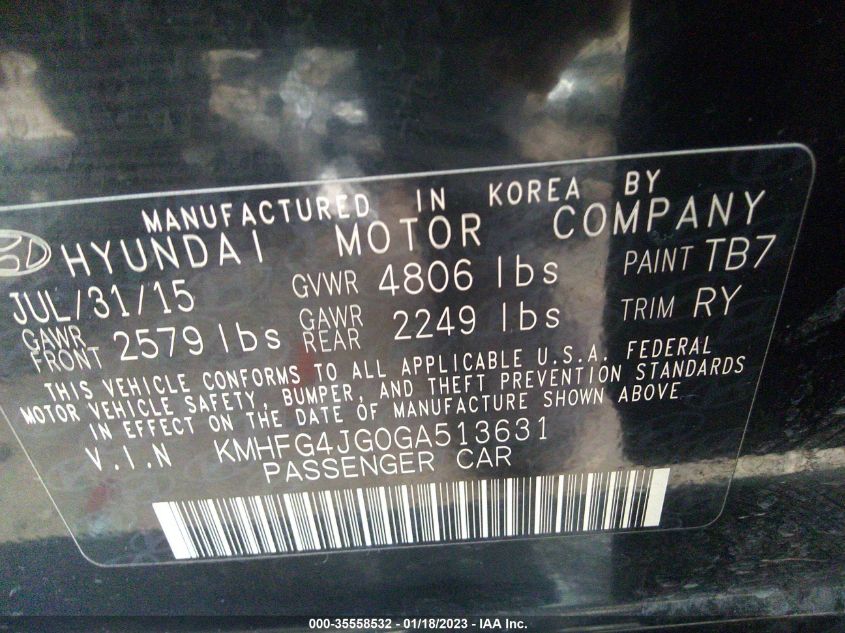 MANUFACTURED IN KOREA BY
HYUNDAI MOTOR COMPANY
JUL/31/15 GVWR 4806 lbs PAINT TB7
GAWR FRONT 2579 lbs GAWR REAR 2249 lbs TRIM RY
THIS VEHICLE CONFORMS TO ALL APPLICABLE U.S.A. FEDERAL
MOTOR VEHICLE SAFETY, BUMPER, AND THEFT PREVENTION STANDARDS
IN EFFECT ON THE DATE OF MANUFACTURE SHOWN ABOVE
V.I.N KMHFG4JG0GA513631
PASSENGER CAR
000-35558532 - 01/18/2023 - IAA Inc.